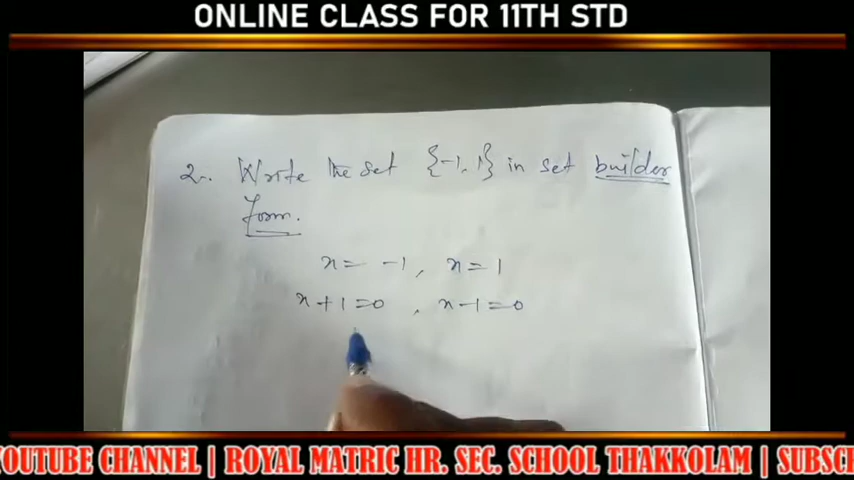 ONLINE CLASS FOR 11TH STD
2. Write the set {-1, 1} in set builder
form.
x = -1, x = 1
x + 1 = 0, x - 1 = 0
YOUTUBE CHANNEL | ROYAL MATRIC HR. SEC. SCHOOL THAKKOLAM | SUBSC